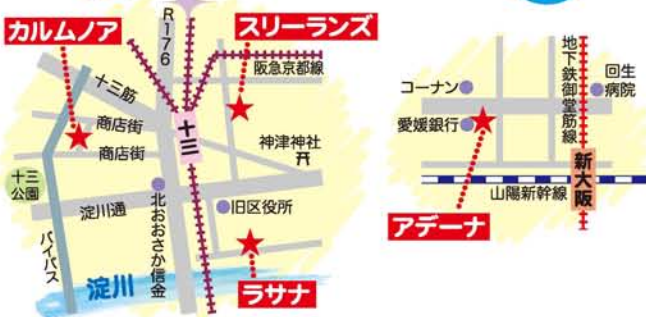 カルムノア
R176
スリーランズ
阪急京都線
十三筋
商店街
商店街
十三
神津神社
十三
公園
淀川通
北おおさか信金
旧区役所
バイパス
淀川
ラサナ
地下鉄御堂筋線
コーナン
回生
病院
愛媛銀行
新大阪
山陽新幹線
アデーナ